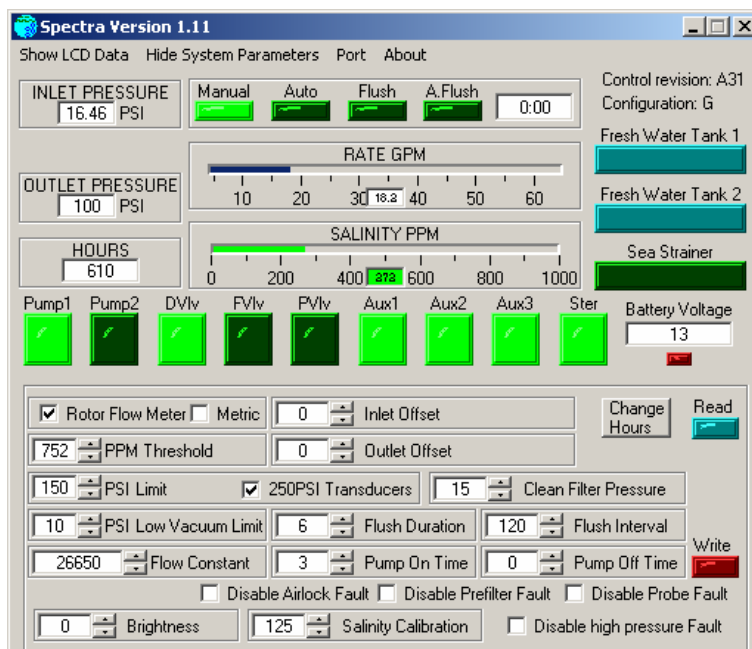 Spectra Version 1.11
Show LCD Data Hide System Parameters Port About
INLET PRESSURE
16.46 PSI
Manual Auto Flush A.Flush
0:00
Control revision: A31
Configuration: G
Fresh Water Tank 1
RATE GPM
10 20 30 18.2 40 50 60
OUTLET PRESSURE
100 PSI
Fresh Water Tank 2
SALINITY PPM
0 200 400 273 600 800 1000
HOURS
610
Sea Strainer
Pump1 Pump2 DVlv FVlv PVlv Aux1 Aux2 Aux3 Ster
Battery Voltage
13
Rotor Flow Meter Metric 0 Inlet Offset
Change Hours
Read
752 PPM Threshold 0 Outlet Offset
150 PSI Limit 250PSI Transducers 15 Clean Filter Pressure
10 PSI Low Vacuum Limit 6 Flush Duration 120 Flush Interval
Write
26650 Flow Constant 3 Pump On Time 0 Pump Off Time
Disable Airlock Fault Disable Prefilter Fault Disable Probe Fault
0 Brightness 125 Salinity Calibration Disable high pressure Fault